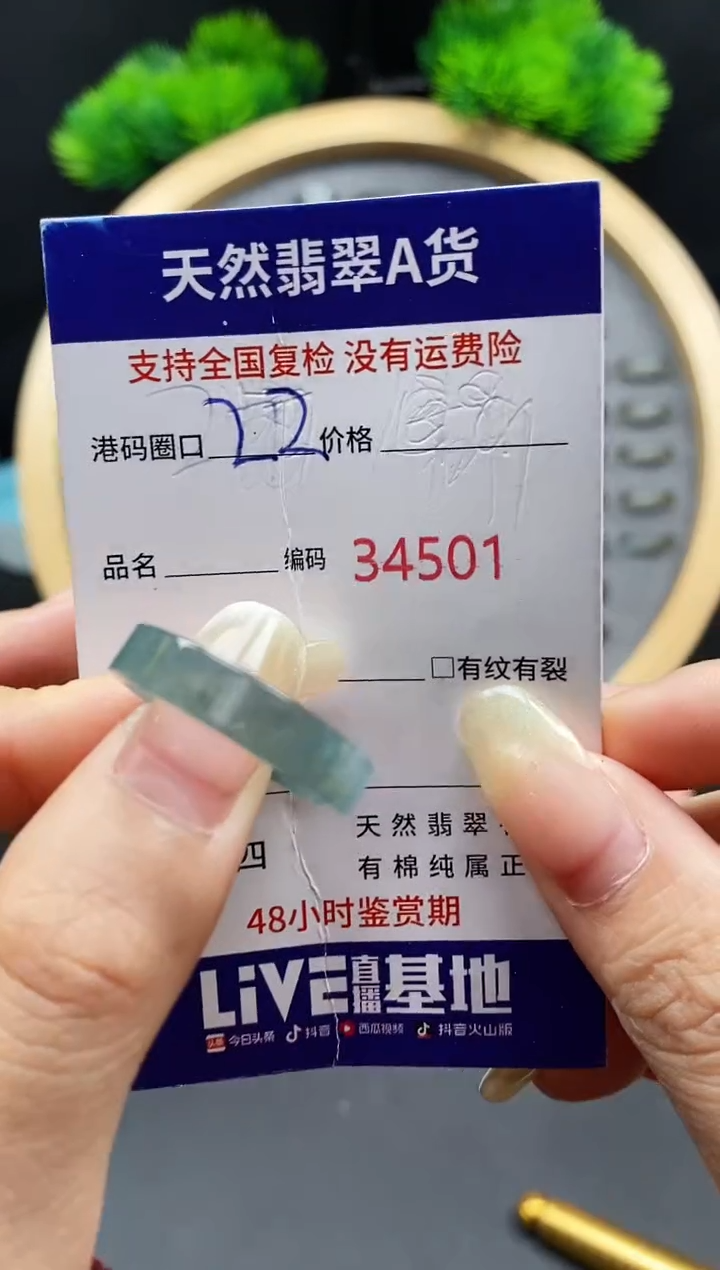 天然翡翠A货
支持全国复检 没有运费险
港码圈口 22 价格
品名 编码 34501
□有纹有裂
天然翡翠
四 有棉纯属正
48小时鉴赏期
LiVE直播基地
今日头条 抖音 西瓜视频 抖音火山版